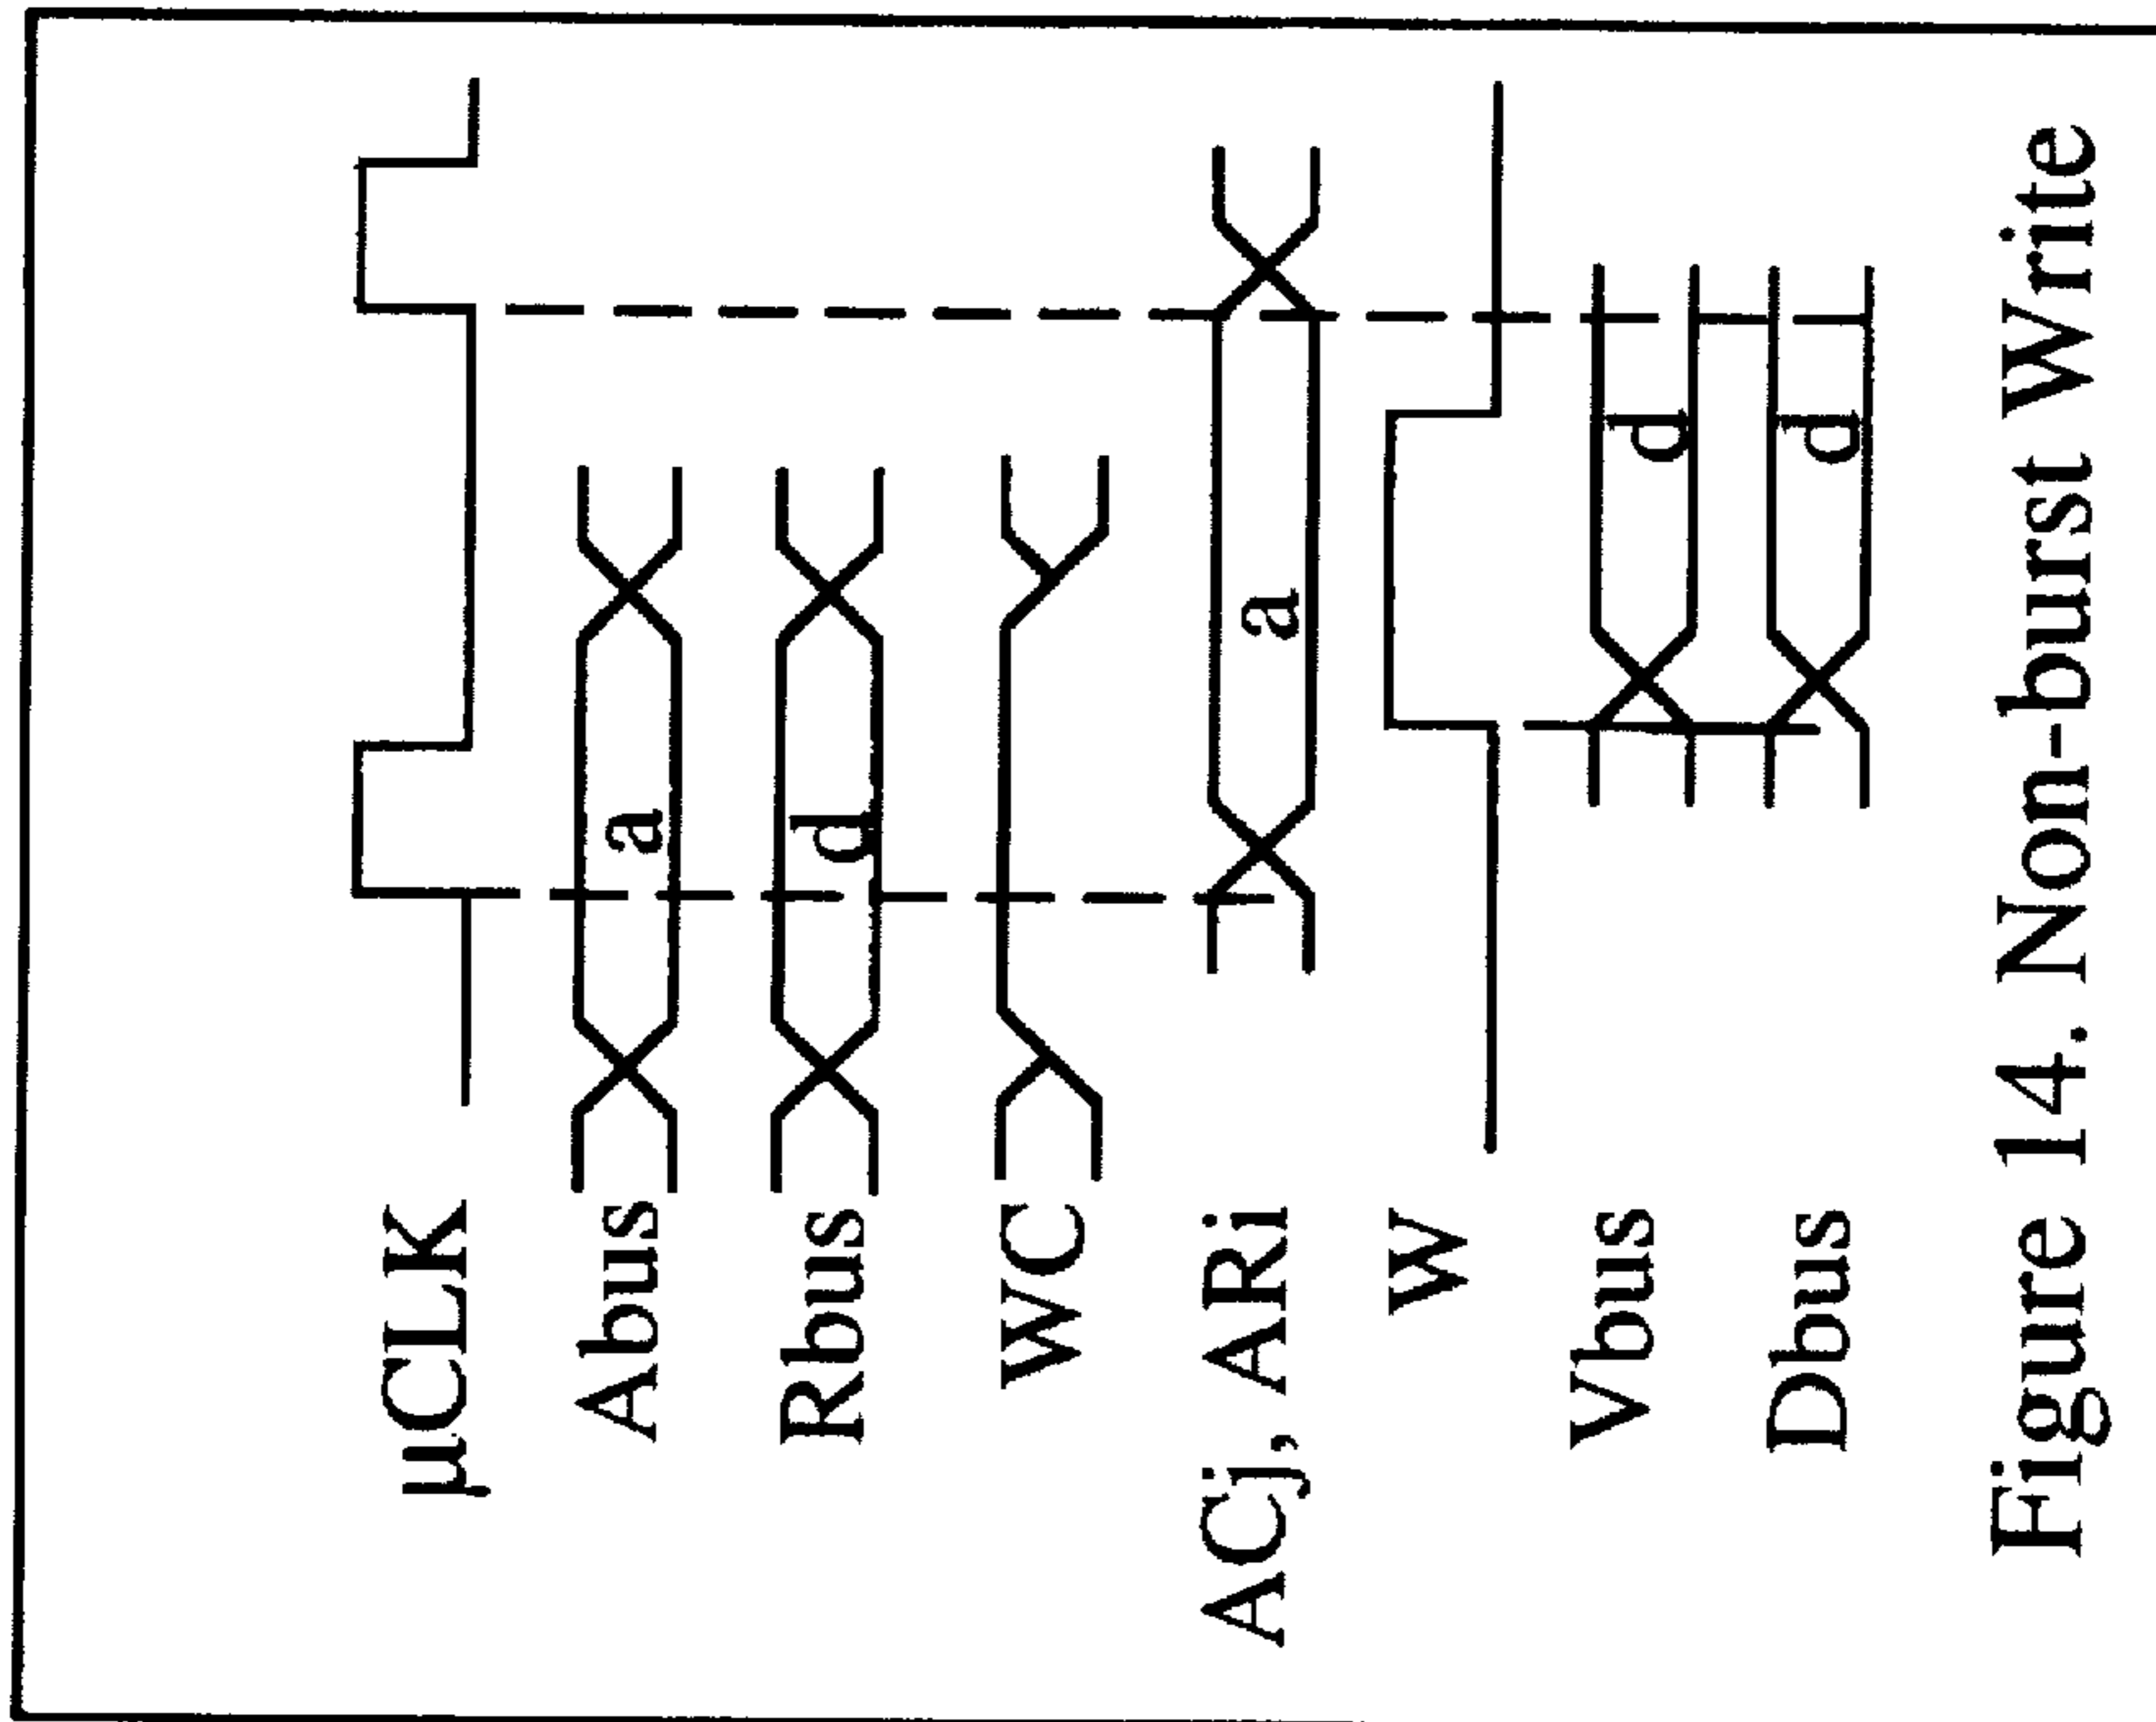 µCLK
Abus a
Rbus d
WC
ACj, ARi a
W
Vbus d
Dbus d
Figure 14. Non-burst Write